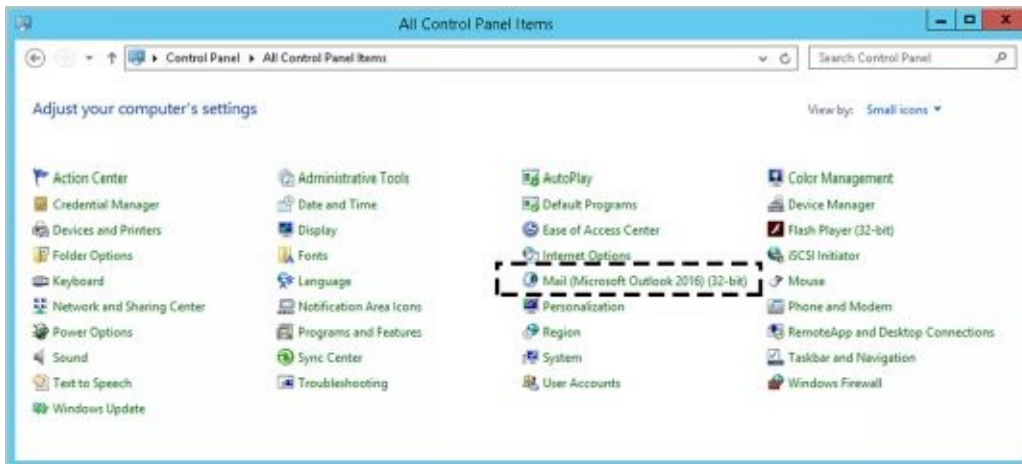 All Control Panel Items
Control Panel All Control Panel Items Search Control Panel
Adjust your computer's settings View by: Small icons
Action Center Administrative Tools AutoPlay Color Management
Credential Manager Date and Time Default Programs Device Manager
Devices and Printers Display Ease of Access Center Flash Player (32-bit)
Folder Options Fonts Internet Options iSCSI Initiator
Keyboard Language Mail (Microsoft Outlook 2016) (32-bit) Mouse
Network and Sharing Center Notification Area Icons Personalization Phone and Modem
Power Options Programs and Features Region RemoteApp and Desktop Connections
Sound Sync Center System Taskbar and Navigation
Text to Speech Troubleshooting User Accounts Windows Firewall
Windows Update